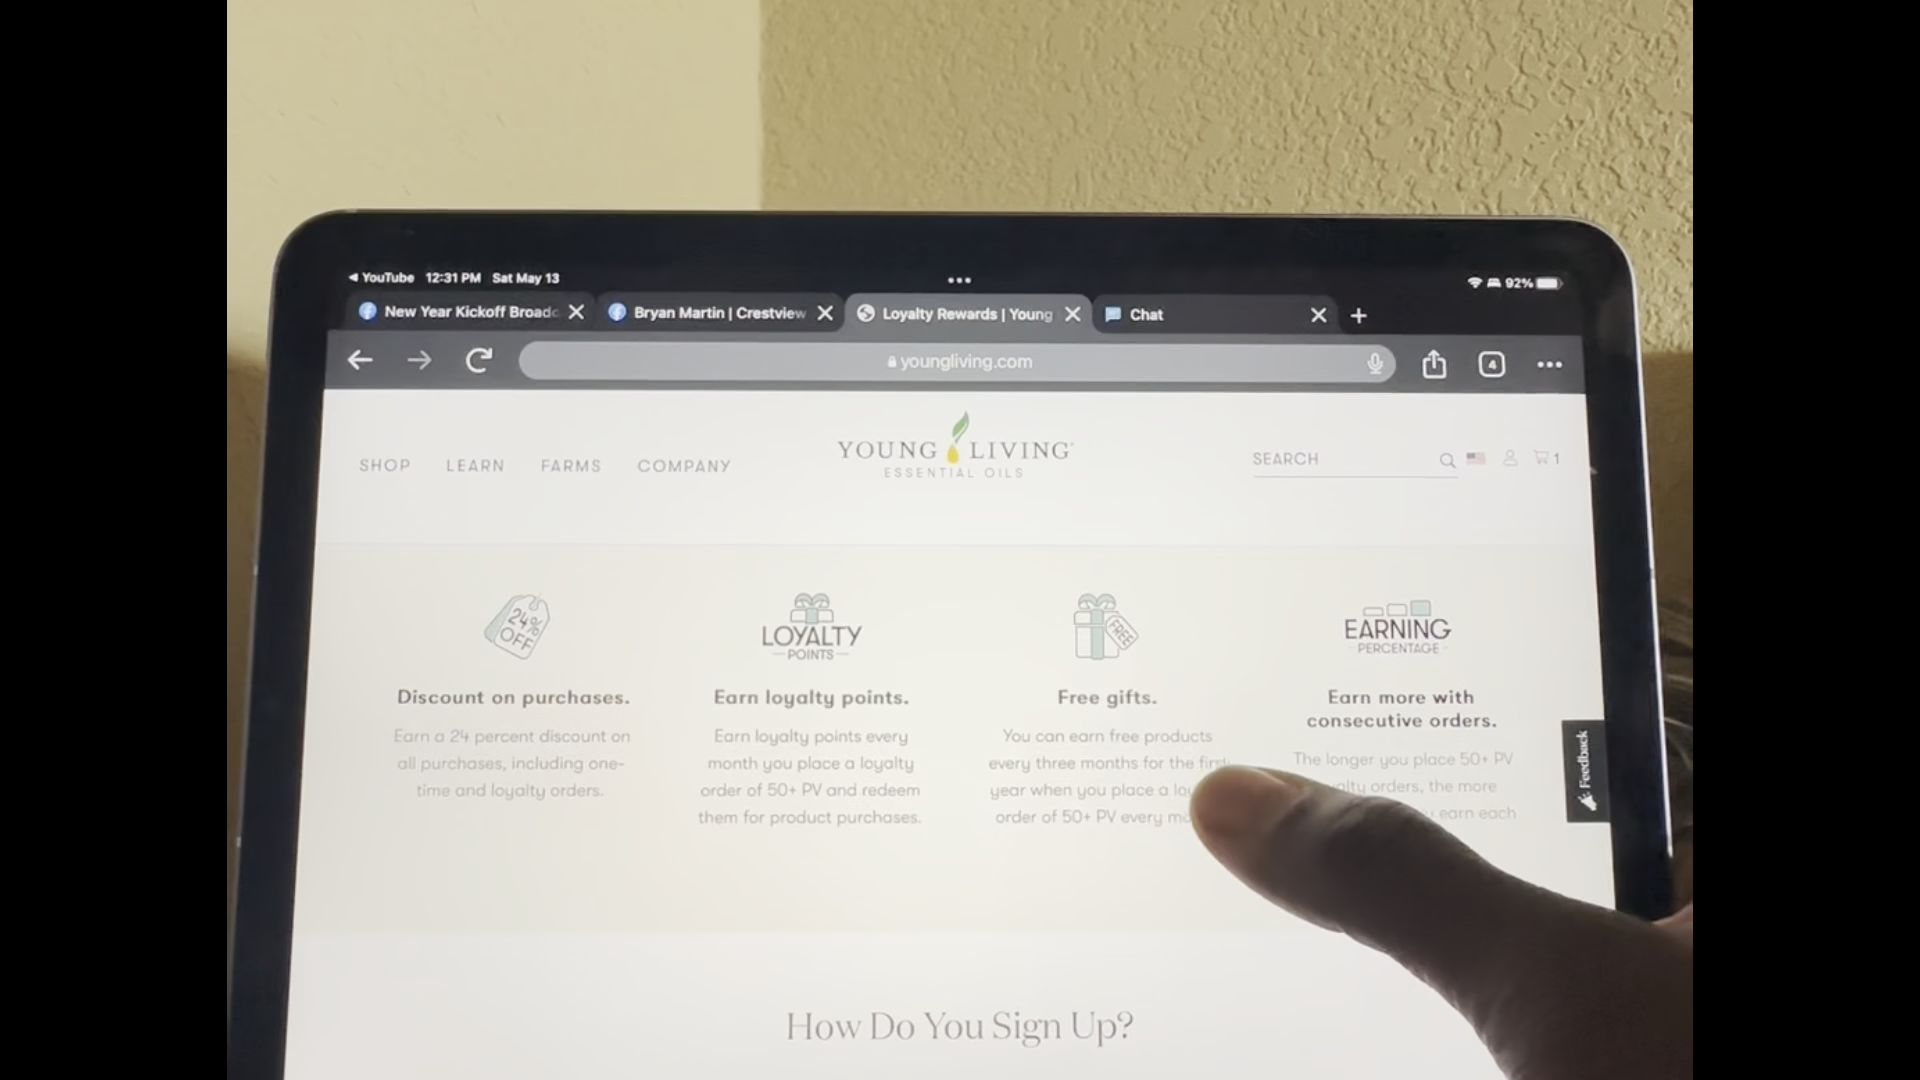 ◀ YouTube 12:31 PM Sat May 13
92%
New Year Kickoff Broadc
Bryan Martin | Crestview
Loyalty Rewards | Young
Chat
youngliving.com
4
SHOP LEARN FARMS COMPANY
YOUNG LIVING
ESSENTIAL OILS
SEARCH
1
24%
OFF
Discount on purchases.
Earn a 24 percent discount on
all purchases, including one-
time and loyalty orders.
LOYALTY
POINTS
Earn loyalty points.
Earn loyalty points every
month you place a loyalty
order of 50+ PV and redeem
them for product purchases.
FREE
Free gifts.
You can earn free products
every three months for the first
year when you place a
order of 50+ PV every
EARNING
PERCENTAGE
Earn more with
consecutive orders.
The longer you place 50+ PV
orders, the more
earn each
Feedback
How Do You Sign Up?